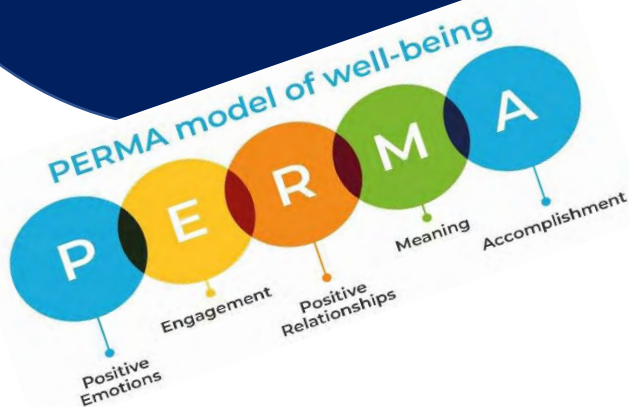 PERMA model of well-being
P
E
R
M
A
Positive
Emotions
Engagement
Positive
Relationships
Meaning
Accomplishment